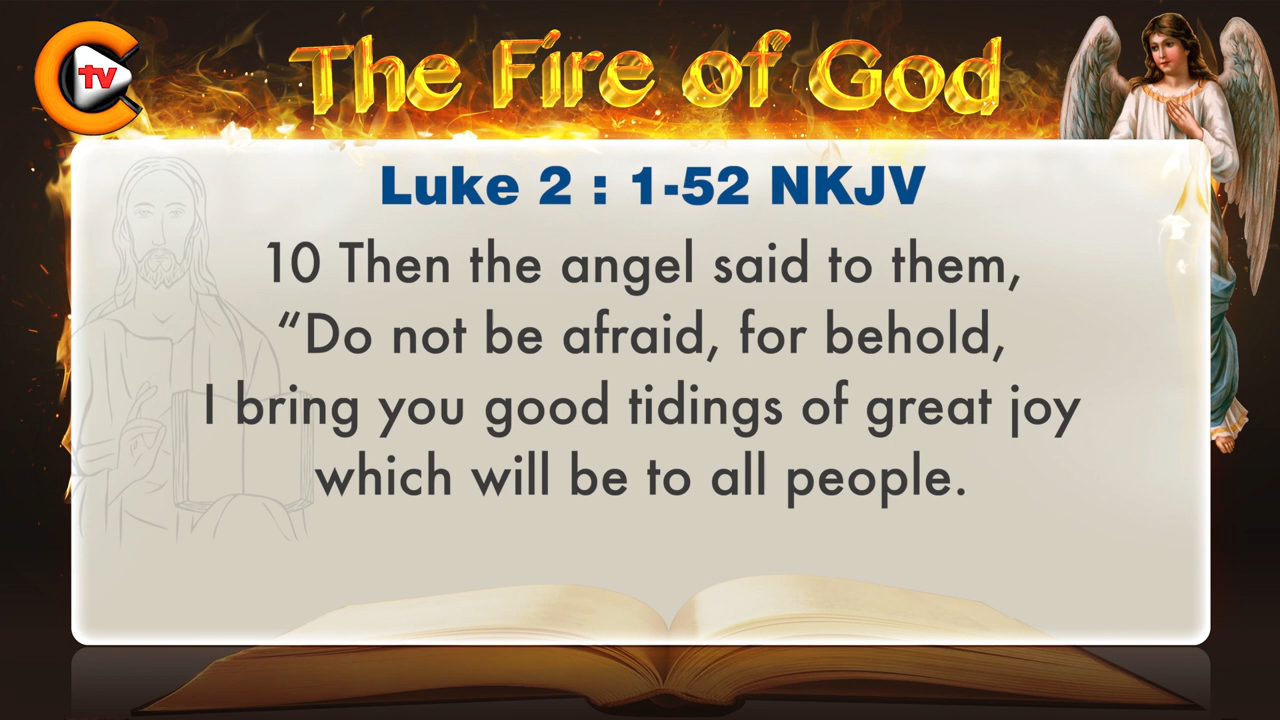 tv
The Fire of God
Luke 2 : 1-52 NKJV
10 Then the angel said to them,
“Do not be afraid, for behold,
I bring you good tidings of great joy
which will be to all people.